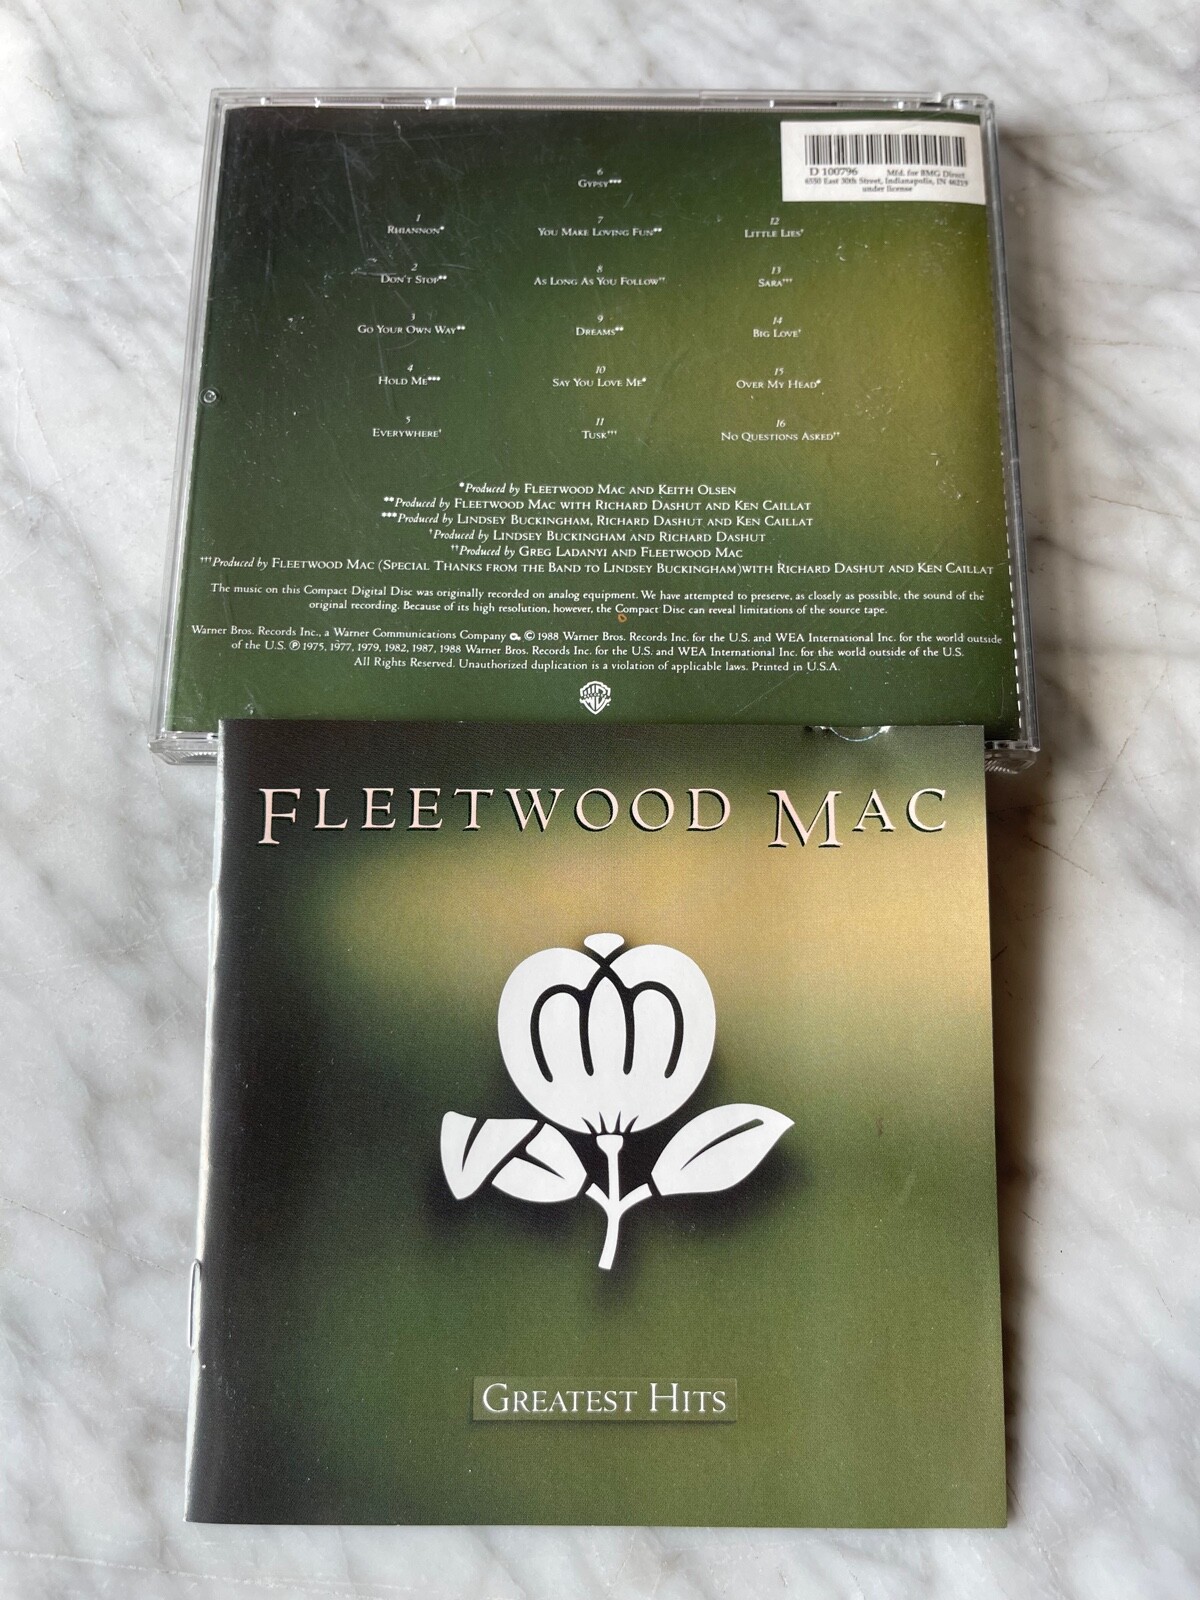 D 100796 Mfd. for BMG Direct
6550 East 30th Street, Indianapolis, IN 46219
under license
1
Rhiannon*
2
Don't Stop**
3
Go Your Own Way**
4
Hold Me***
5
Everywhere†
6
Gypsy***
7
You Make Loving Fun**
8
As Long As You Follow††
9
Dreams**
10
Say You Love Me*
11
Tusk†††
12
Little Lies†
13
Sara†††
14
Big Love†
15
Over My Head*
16
No Questions Asked††
*Produced by Fleetwood Mac and Keith Olsen
**Produced by Fleetwood Mac with Richard Dashut and Ken Caillat
***Produced by Lindsey Buckingham, Richard Dashut and Ken Caillat
†Produced by Lindsey Buckingham and Richard Dashut
††Produced by Greg Ladanyi and Fleetwood Mac
†††Produced by Fleetwood Mac (Special Thanks from the Band to Lindsey Buckingham)with Richard Dashut and Ken Caillat
The music on this Compact Digital Disc was originally recorded on analog equipment. We have attempted to preserve, as closely as possible, the sound of the
original recording. Because of its high resolution, however, the Compact Disc can reveal limitations of the source tape.
Warner Bros. Records Inc., a Warner Communications Company © 1988 Warner Bros. Records Inc. for the U.S. and WEA International Inc. for the world outside
of the U.S. ℗ 1975, 1977, 1979, 1982, 1987, 1988 Warner Bros. Records Inc. for the U.S. and WEA International Inc. for the world outside of the U.S.
All Rights Reserved. Unauthorized duplication is a violation of applicable laws. Printed in U.S.A.
Fleetwood Mac
Greatest Hits